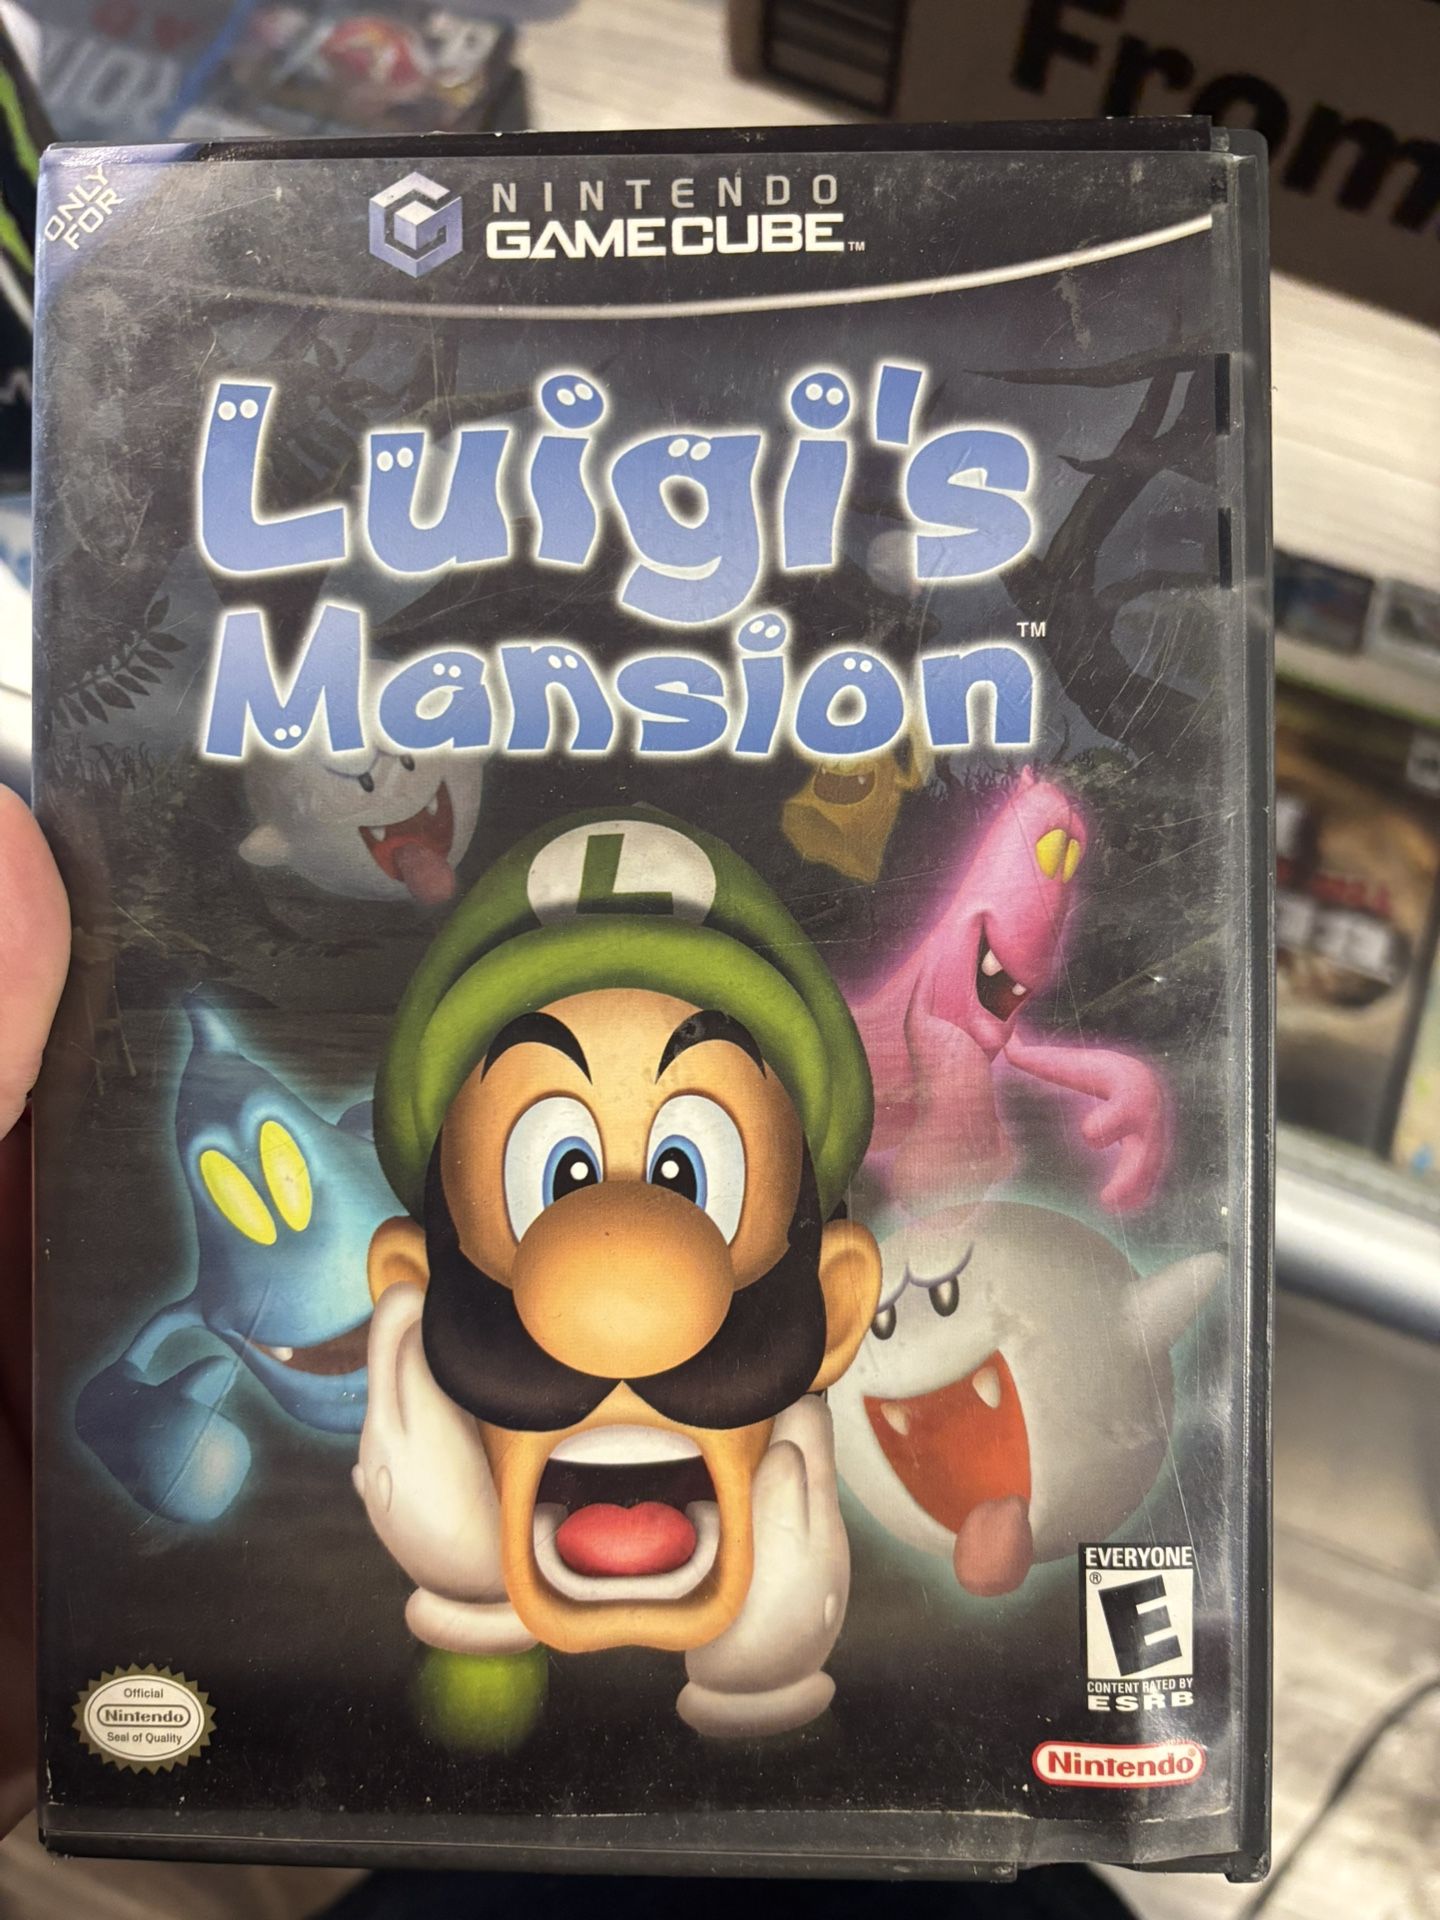 From
ONLY
FOR
NINTENDO
GAMECUBE™
Luigi's
Mansion™
L
EVERYONE
E®
CONTENT RATED BY
ESRB
Official
Nintendo
Seal of Quality
Nintendo®